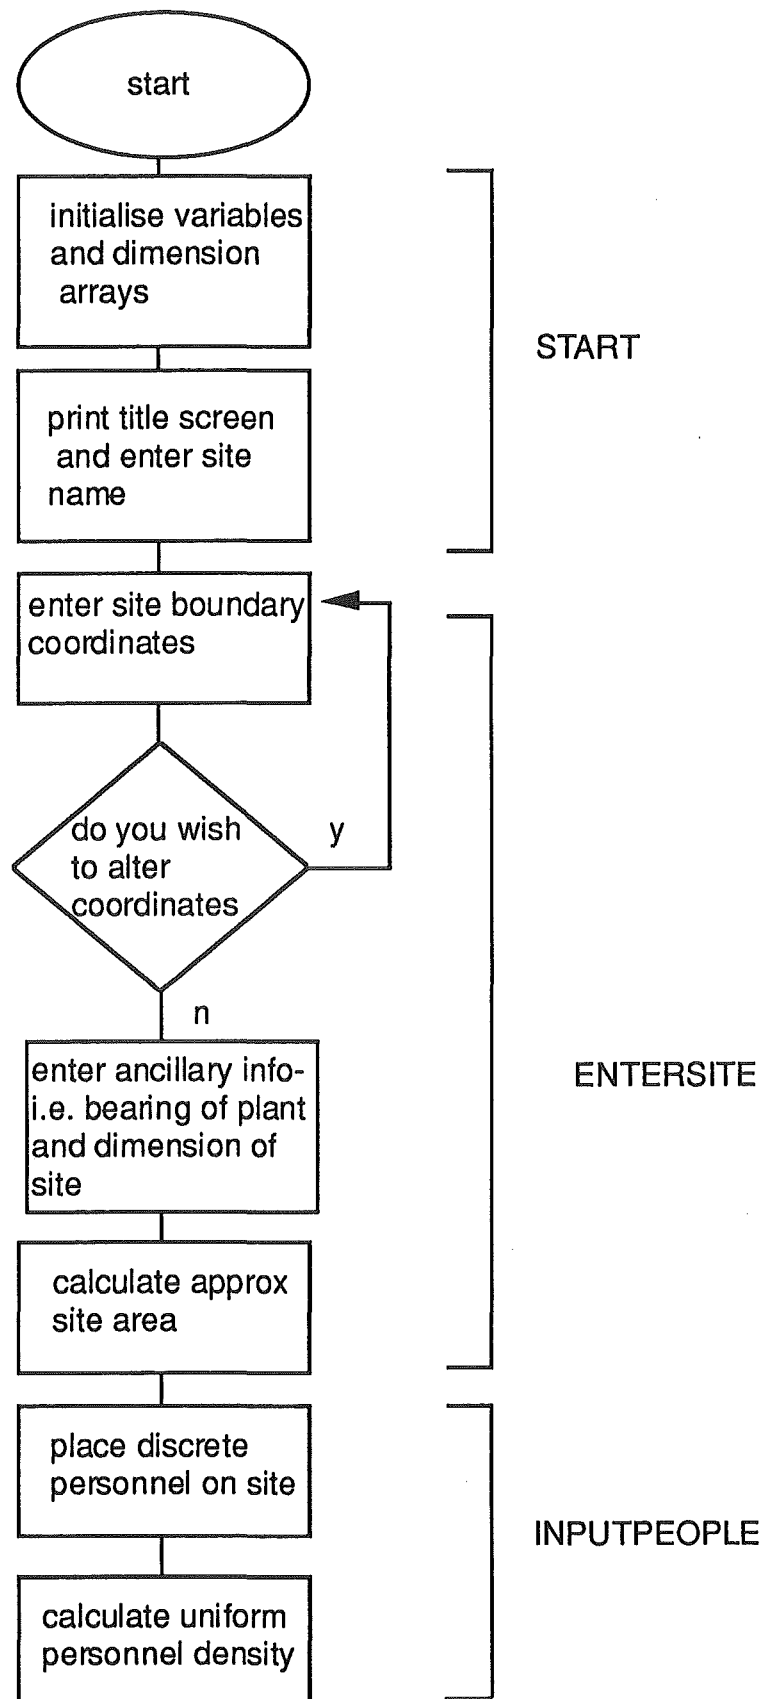 start
initialise variables
and dimension
arrays
START
print title screen
and enter site
name
enter site boundary
coordinates
do you wish
to alter
coordinates
y
n
ENTERSITE
enter ancillary info-
i.e. bearing of plant
and dimension of
site
calculate approx
site area
place discrete
personnel on site
INPUTPEOPLE
calculate uniform
personnel density